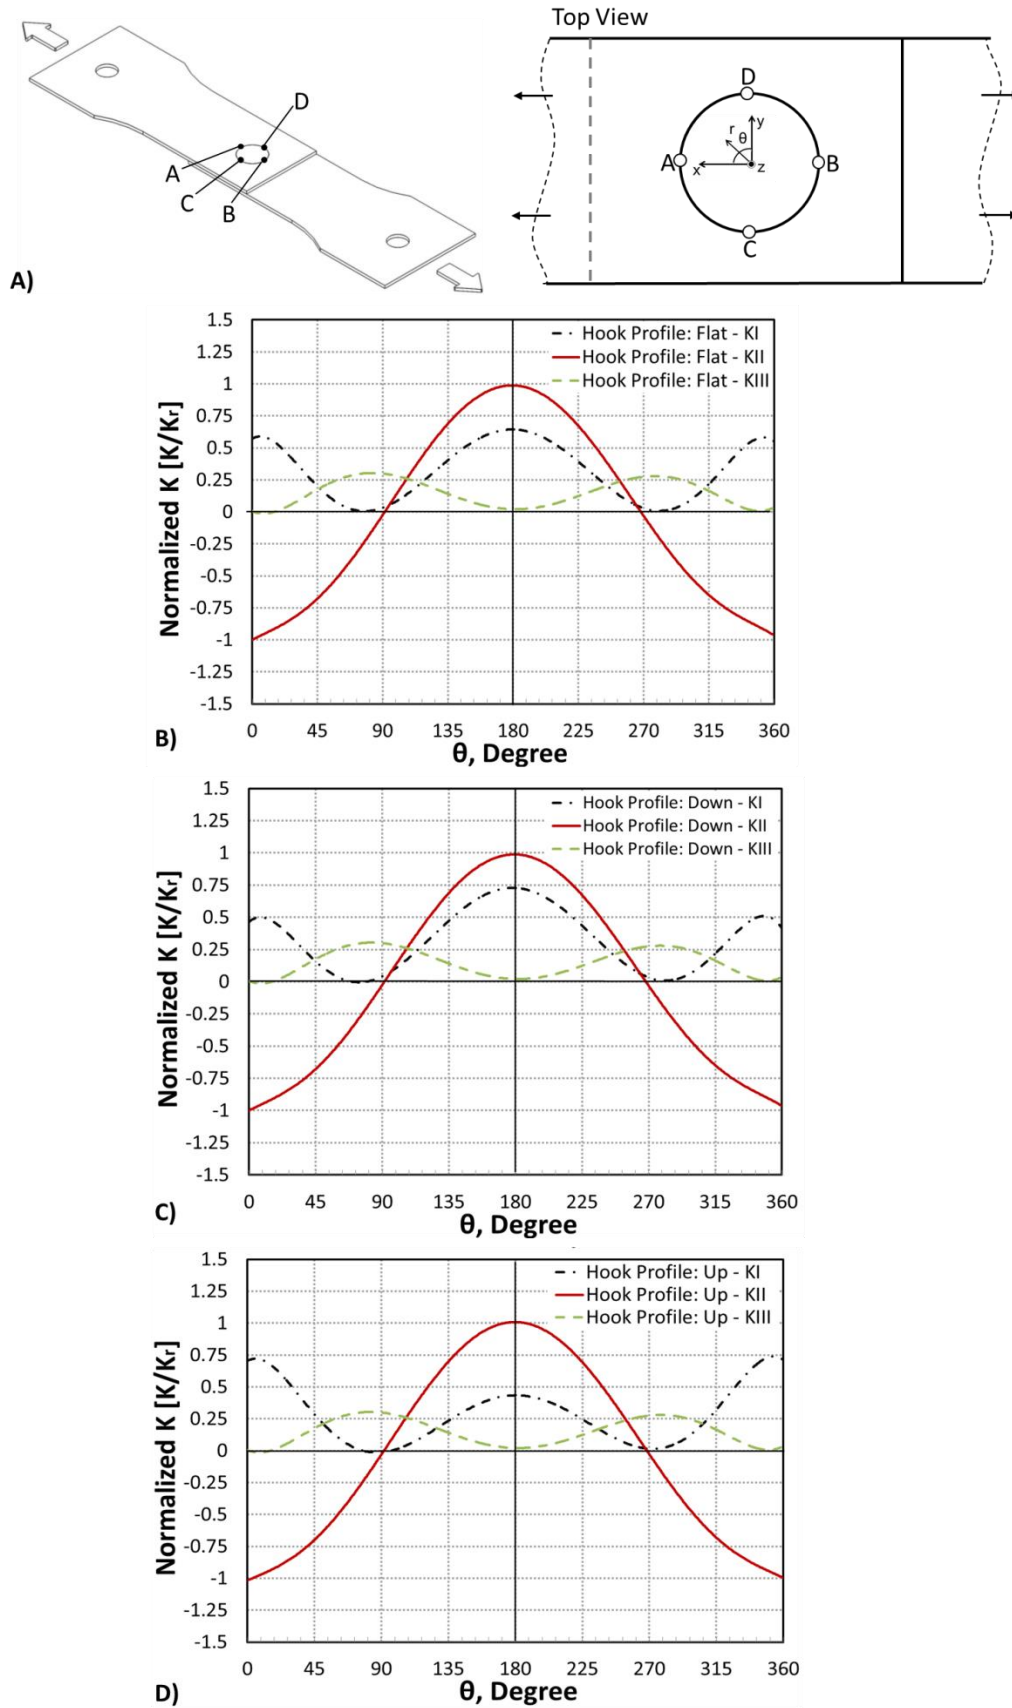 Top View
D
A
C
B
D
r
θ
y
A
x
z
B
C
A)
1.5
1.25
1
0.75
0.5
0.25
0
-0.25
-0.5
-0.75
-1
-1.25
-1.5
Normalized K [K/Kr]
Hook Profile: Flat - KI
Hook Profile: Flat - KII
Hook Profile: Flat - KIII
0 45 90 135 180 225 270 315 360
θ, Degree
B)
1.5
1.25
1
0.75
0.5
0.25
0
-0.25
-0.5
-0.75
-1
-1.25
-1.5
Normalized K [K/Kr]
Hook Profile: Down - KI
Hook Profile: Down - KII
Hook Profile: Down - KIII
0 45 90 135 180 225 270 315 360
θ, Degree
C)
1.5
1.25
1
0.75
0.5
0.25
0
-0.25
-0.5
-0.75
-1
-1.25
-1.5
Normalized K [K/Kr]
Hook Profile: Up - KI
Hook Profile: Up - KII
Hook Profile: Up - KIII
0 45 90 135 180 225 270 315 360
θ, Degree
D)